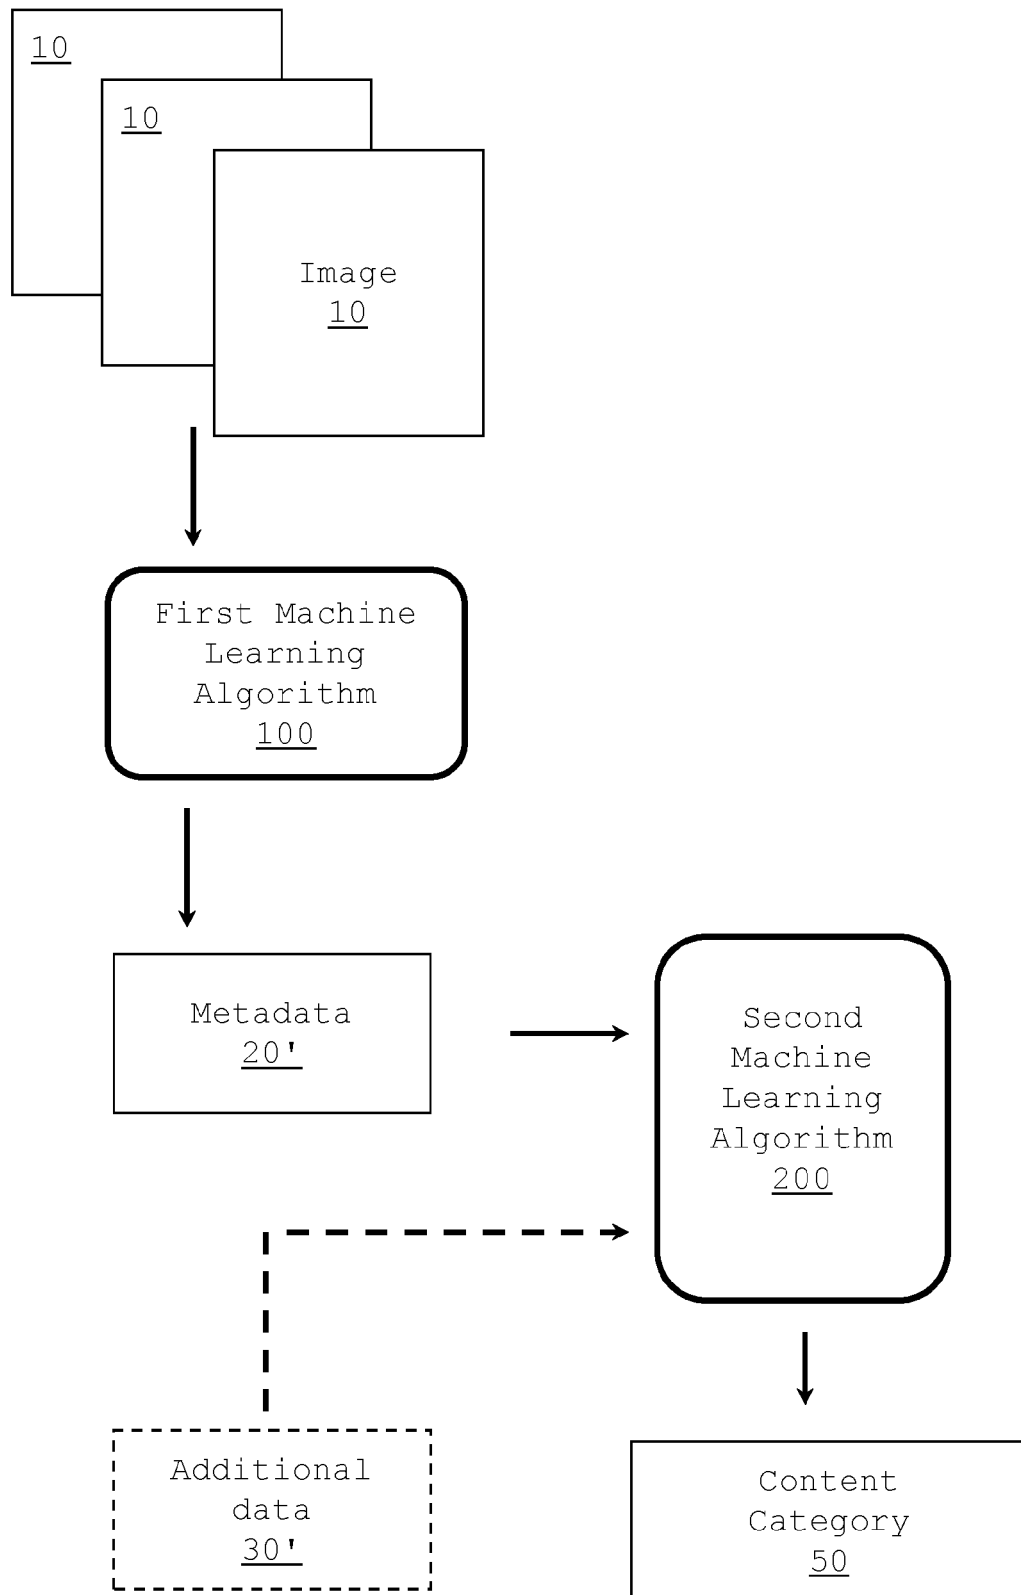 10
10
Image
10
First Machine
Learning
Algorithm
100
Metadata
20'
Second
Machine
Learning
Algorithm
200
Additional
data
30'
Content
Category
50